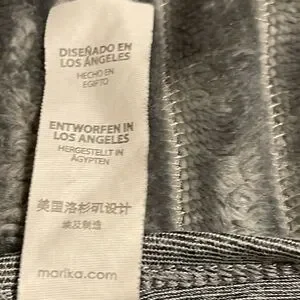 DISEÑADO EN
LOS ÁNGELES
HECHO EN
EGIPTO
ENTWORFEN IN
LOS ANGELES
HERGESTELLT IN
ÄGYPTEN
美国洛杉矶设计
埃及制造
marika.com